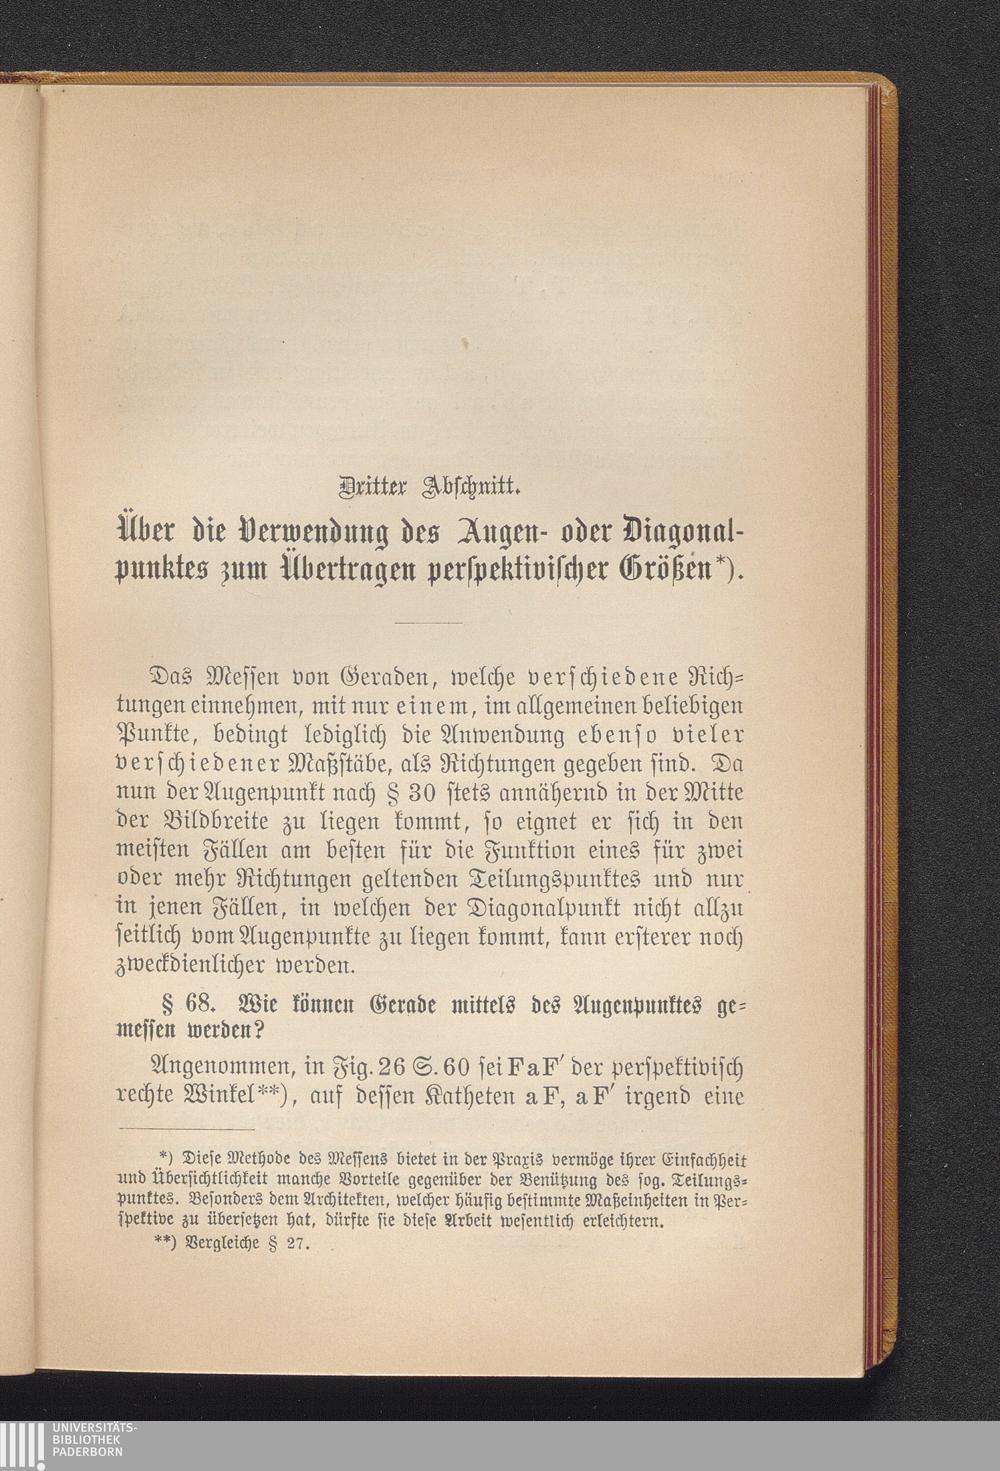 Dritter Abschnitt.
Über die Verwendung des Augen- oder Diagonal-
punktes zum Übertragen perspektivischer Größen*).
Das Messen von Geraden, welche verschiedene Rich-
tungen einnehmen, mit nur einem, im allgemeinen beliebigen
Punkte, bedingt lediglich die Anwendung ebenso vieler
verschiedener Maßstäbe, als Richtungen gegeben sind. Da
nun der Augenpunkt nach § 30 stets annähernd in der Mitte
der Bildbreite zu liegen kommt, so eignet er sich in den
meisten Fällen am besten für die Funktion eines für zwei
oder mehr Richtungen geltenden Teilungspunktes und nur
in jenen Fällen, in welchen der Diagonalpunkt nicht allzu
seitlich vom Augenpunkte zu liegen kommt, kann ersterer noch
zweckdienlicher werden.
§ 68. Wie können Gerade mittels des Augenpunktes ge-
messen werden?
Angenommen, in Fig. 26 S. 60 sei F a F′ der perspektivisch
rechte Winkel**), auf dessen Katheten a F, a F′ irgend eine
*) Diese Methode des Messens bietet in der Praxis vermöge ihrer Einfachheit
und Übersichtlichkeit manche Vorteile gegenüber der Benützung des sog. Teilungs-
punktes. Besonders dem Architekten, welcher häufig bestimmte Maßeinheiten in Per-
spektive zu übersetzen hat, dürfte sie diese Arbeit wesentlich erleichtern.
**) Vergleiche § 27.
UNIVERSITÄTS-
BIBLIOTHEK
PADERBORN